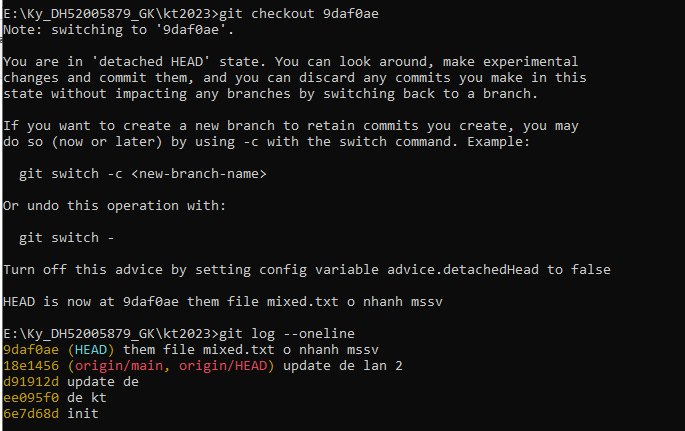 E:\Ky_DH52005879_GK\kt2023>git checkout 9daf0ae
Note: switching to '9daf0ae'.
You are in 'detached HEAD' state. You can look around, make experimental
changes and commit them, and you can discard any commits you make in this
state without impacting any branches by switching back to a branch.
If you want to create a new branch to retain commits you create, you may
do so (now or later) by using -c with the switch command. Example:
git switch -c <new-branch-name>
Or undo this operation with:
git switch -
Turn off this advice by setting config variable advice.detachedHead to false
HEAD is now at 9daf0ae them file mixed.txt o nhanh mssv
E:\Ky_DH52005879_GK\kt2023>git log --oneline
9daf0ae (HEAD) them file mixed.txt o nhanh mssv
18e1456 (origin/main, origin/HEAD) update de lan 2
d91912d update de
ee095f0 de kt
6e7d68d init